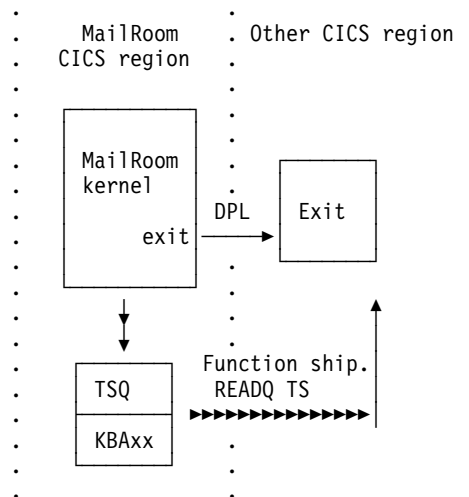 MailRoom
CICS region
Other CICS region
MailRoom
kernel
exit
DPL
Exit
Function ship.
READQ TS
TSQ
KBAxx